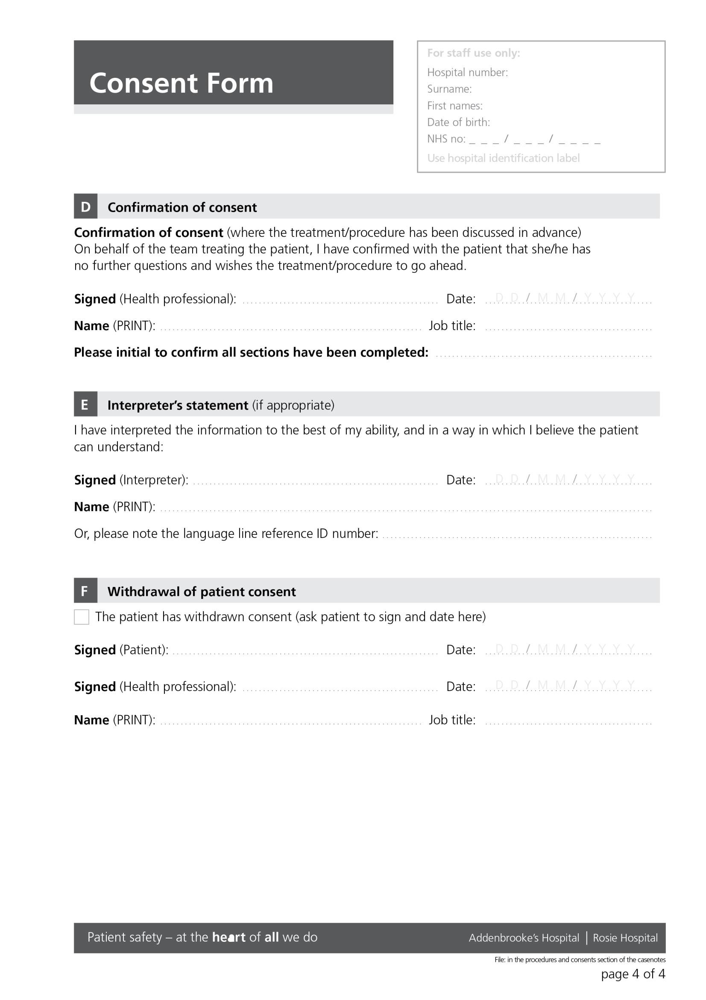 Consent Form
For staff use only:
Hospital number:
Surname:
First names:
Date of birth:
NHS no: _ _ _ / _ _ _ / _ _ _ _
Use hospital identification label
D Confirmation of consent
Confirmation of consent (where the treatment/procedure has been discussed in advance)
On behalf of the team treating the patient, I have confirmed with the patient that she/he has
no further questions and wishes the treatment/procedure to go ahead.
Signed (Health professional): Date: D D / M M / Y Y Y Y
Name (PRINT): Job title:
Please initial to confirm all sections have been completed:
E Interpreter’s statement (if appropriate)
I have interpreted the information to the best of my ability, and in a way in which I believe the patient
can understand:
Signed (Interpreter): Date: D D / M M / Y Y Y Y
Name (PRINT):
Or, please note the language line reference ID number:
F Withdrawal of patient consent
The patient has withdrawn consent (ask patient to sign and date here)
Signed (Patient): Date: D D / M M / Y Y Y Y
Signed (Health professional): Date: D D / M M / Y Y Y Y
Name (PRINT): Job title:
Patient safety – at the heart of all we do Addenbrooke’s Hospital | Rosie Hospital
File: in the procedures and consents section of the casenotes
page 4 of 4